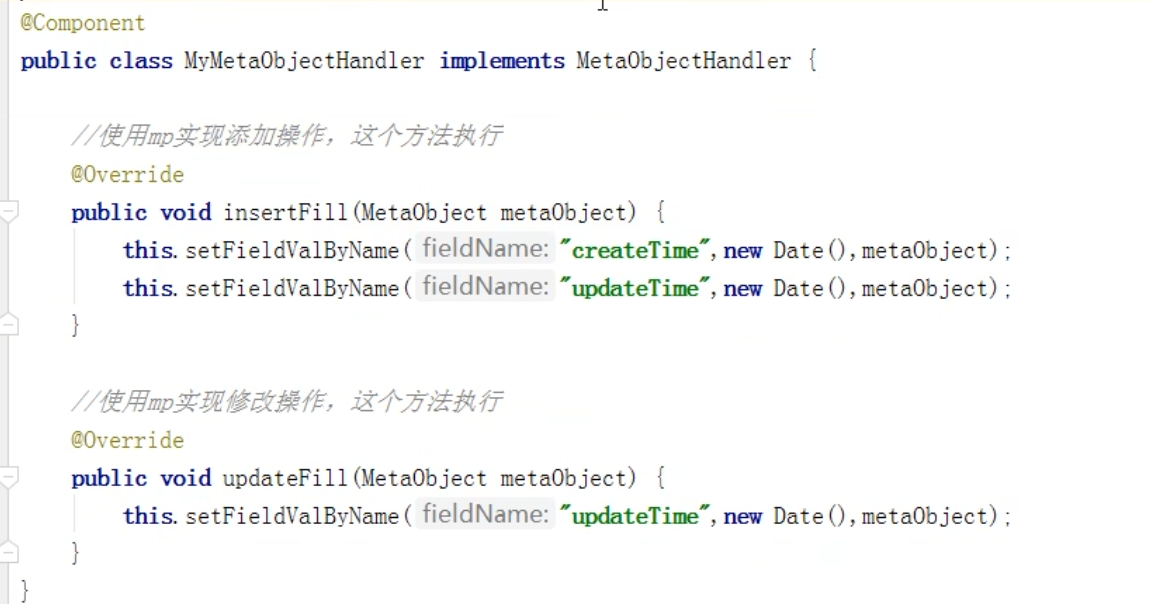 @Component
public class MyMetaObjectHandler implements MetaObjectHandler {
//使用mp实现添加操作，这个方法执行
@Override
public void insertFill(MetaObject metaObject) {
this.setFieldValByName( fieldName: "createTime",new Date(),metaObject);
this.setFieldValByName( fieldName: "updateTime",new Date(),metaObject);
}
//使用mp实现修改操作，这个方法执行
@Override
public void updateFill(MetaObject metaObject) {
this.setFieldValByName( fieldName: "updateTime",new Date(),metaObject);
}
}